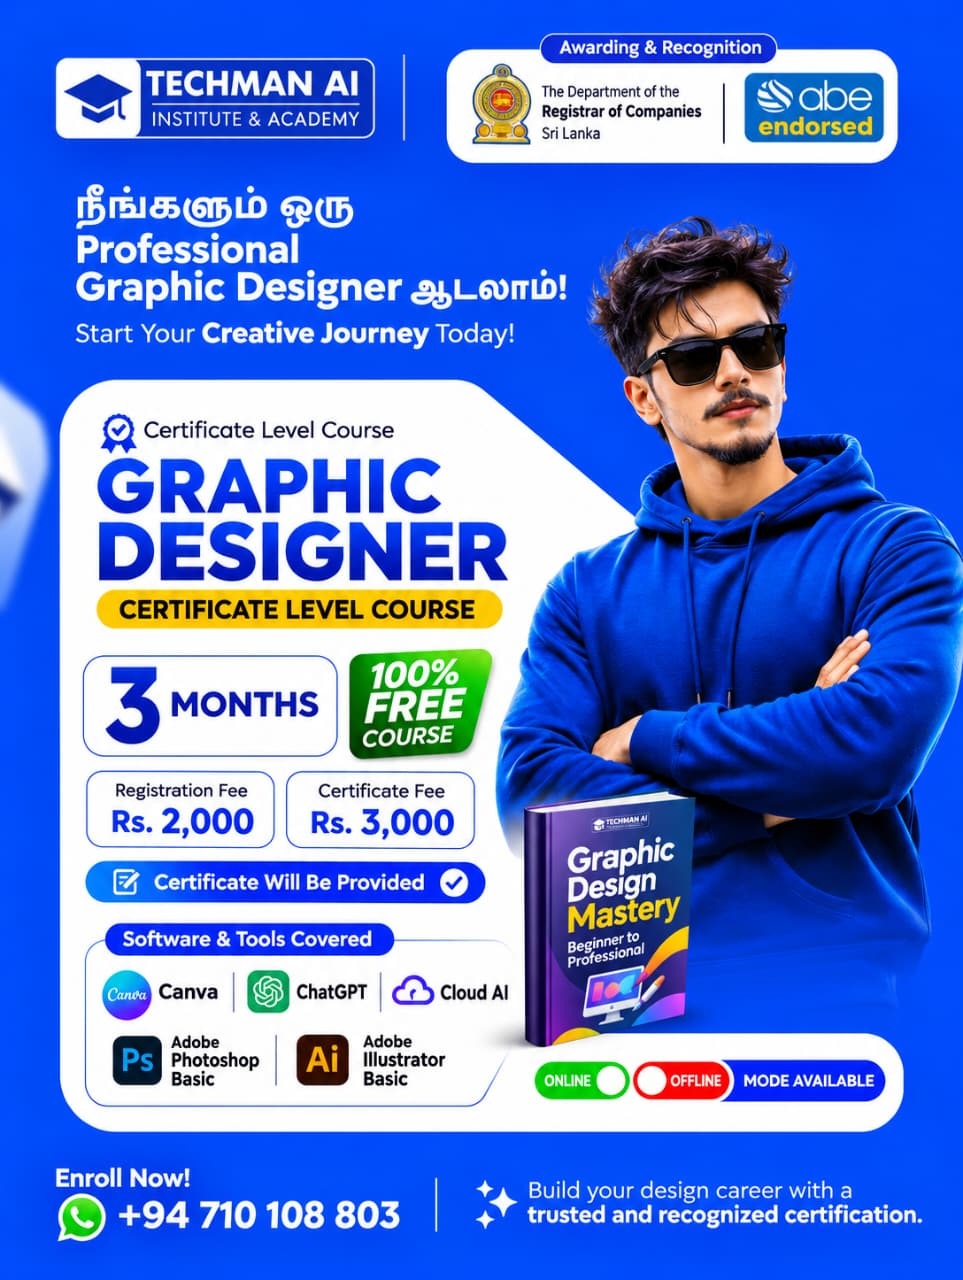 TECHMAN AI
INSTITUTE & ACADEMY
Awarding & Recognition
The Department of the
Registrar of Companies
Sri Lanka
abe
endorsed
நீங்களும் ஒரு
Professional
Graphic Designer ஆடலாம்!
Start Your Creative Journey Today!
Certificate Level Course
GRAPHIC
DESIGNER
CERTIFICATE LEVEL COURSE
3 MONTHS
100%
FREE
COURSE
Registration Fee
Rs. 2,000
Certificate Fee
Rs. 3,000
Certificate Will Be Provided
Software & Tools Covered
Canva Canva
ChatGPT
Cloud AI
Ps Adobe
Photoshop
Basic
Ai Adobe
Illustrator
Basic
TECHMAN AI
Graphic
Design
Mastery
Beginner to
Professional
ONLINE OFFLINE MODE AVAILABLE
Enroll Now!
+94 710 108 803
Build your design career with a
trusted and recognized certification.